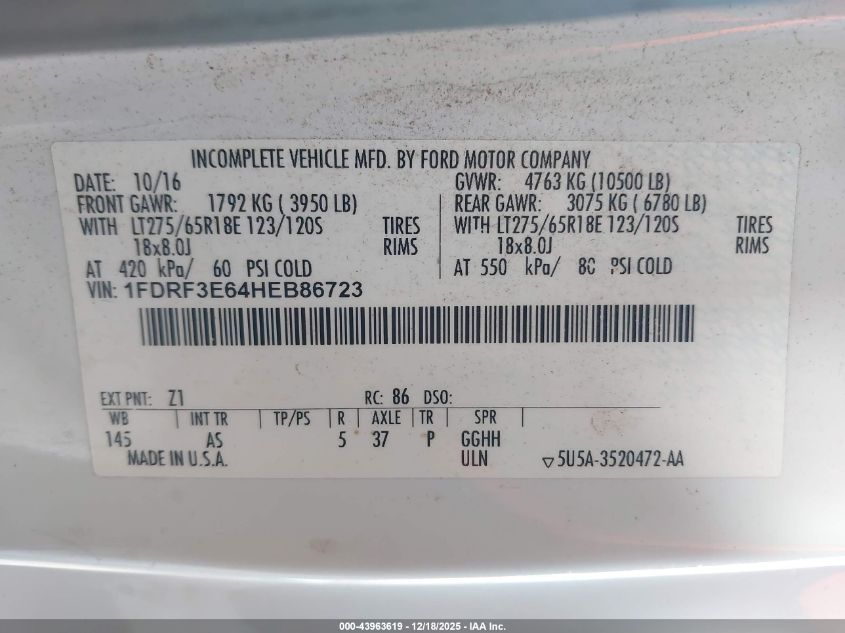 INCOMPLETE VEHICLE MFD. BY FORD MOTOR COMPANY
DATE: 10/16 GVWR: 4763 KG (10500 LB)
FRONT GAWR: 1792 KG ( 3950 LB) REAR GAWR: 3075 KG ( 6780 LB)
WITH LT275/65R18E 123/120S TIRES WITH LT275/65R18E 123/120S TIRES
18x8.0J RIMS 18x8.0J RIMS
AT 420 kPa/ 60 PSI COLD AT 550 kPa/ 80 PSI COLD
VIN: 1FDRF3E64HEB86723
EXT PNT: Z1 RC: 86 DSO:
WB INT TR TP/PS R AXLE TR SPR
145 AS 5 37 P GGHH
MADE IN U.S.A. ULN ▽5U5A-3520472-AA
000-43963619 - 12/18/2025 - IAA Inc.